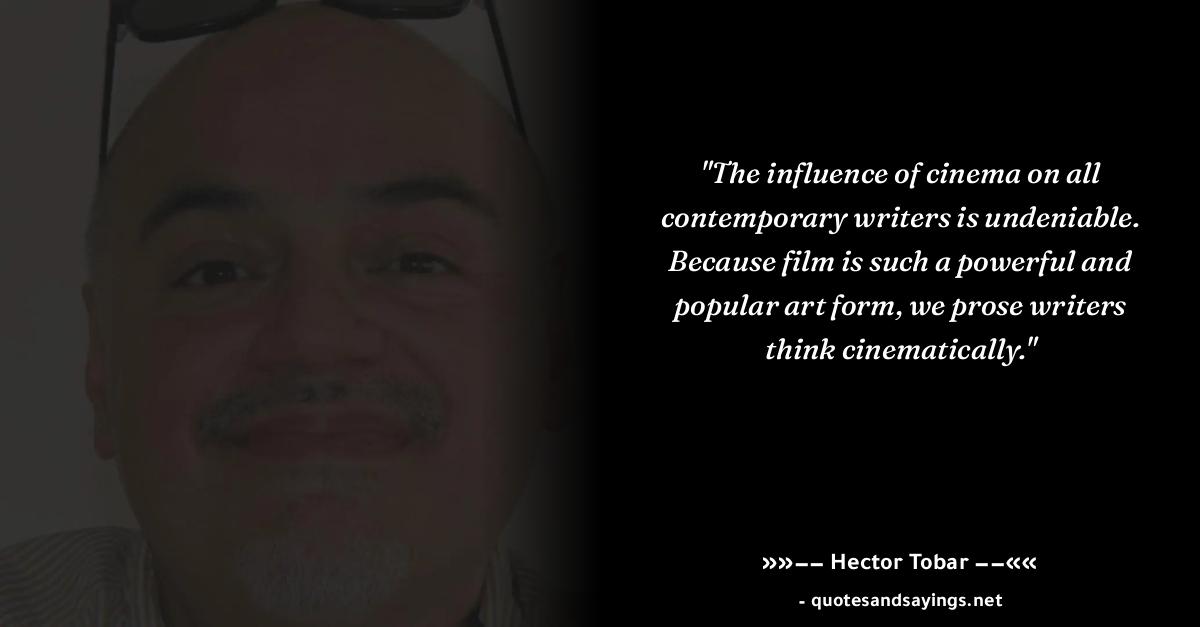 "The influence of cinema on all
contemporary writers is undeniable.
Because film is such a powerful and
popular art form, we prose writers
think cinematically."
»»–– Hector Tobar ––««
- quotesandsayings.net